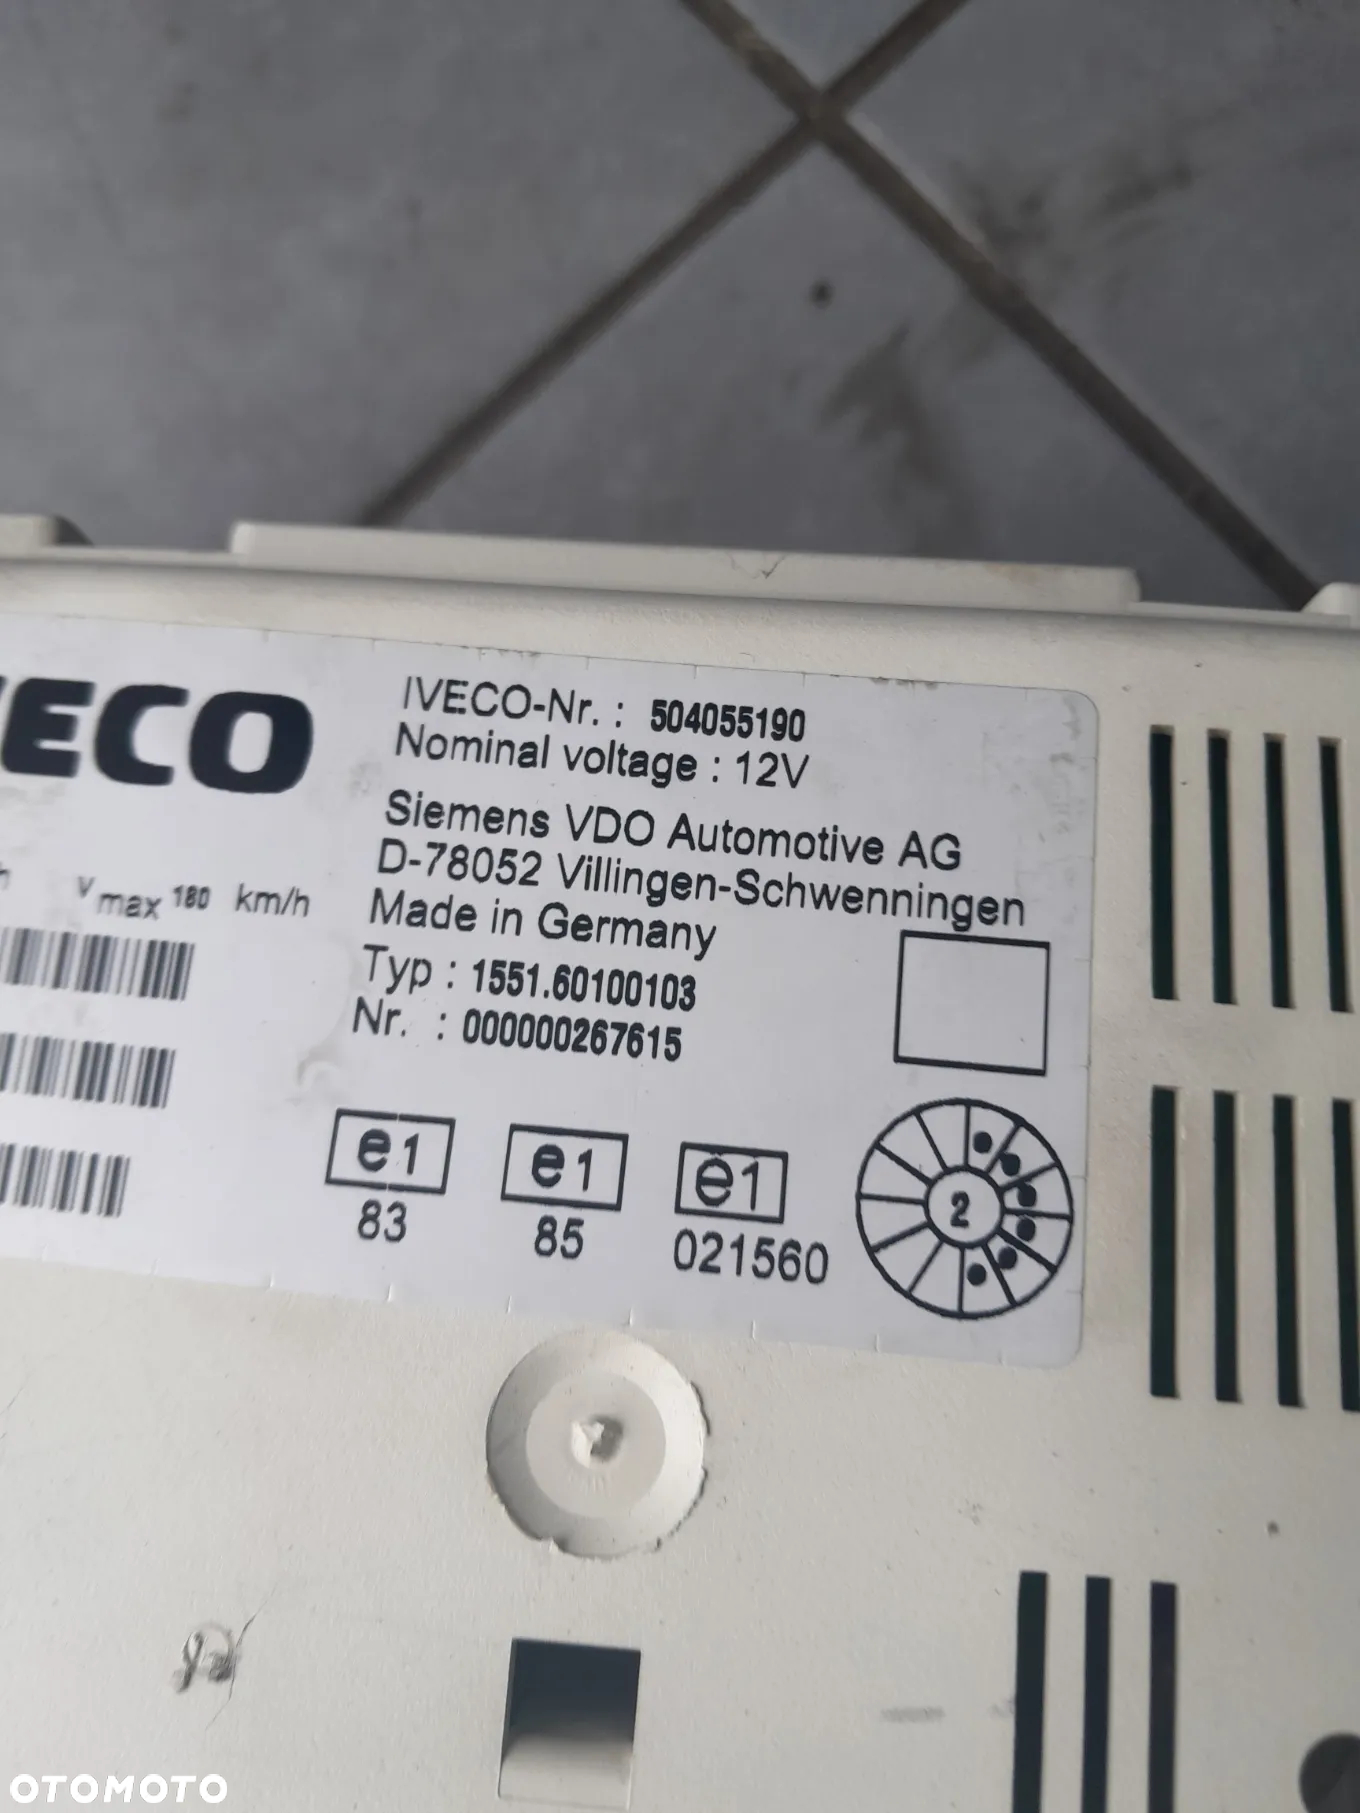 IVECO-Nr. : 504055190
Nominal voltage : 12V
VECO
Siemens VDO Automotive AG
D-78052 Villingen-Schwenningen
Made in Germany
Vmax 180 km/h
Typ : 1551.60100103
Nr. : 000000267615
e1
83
e1
85
e1
021560
2
OTOMOTO